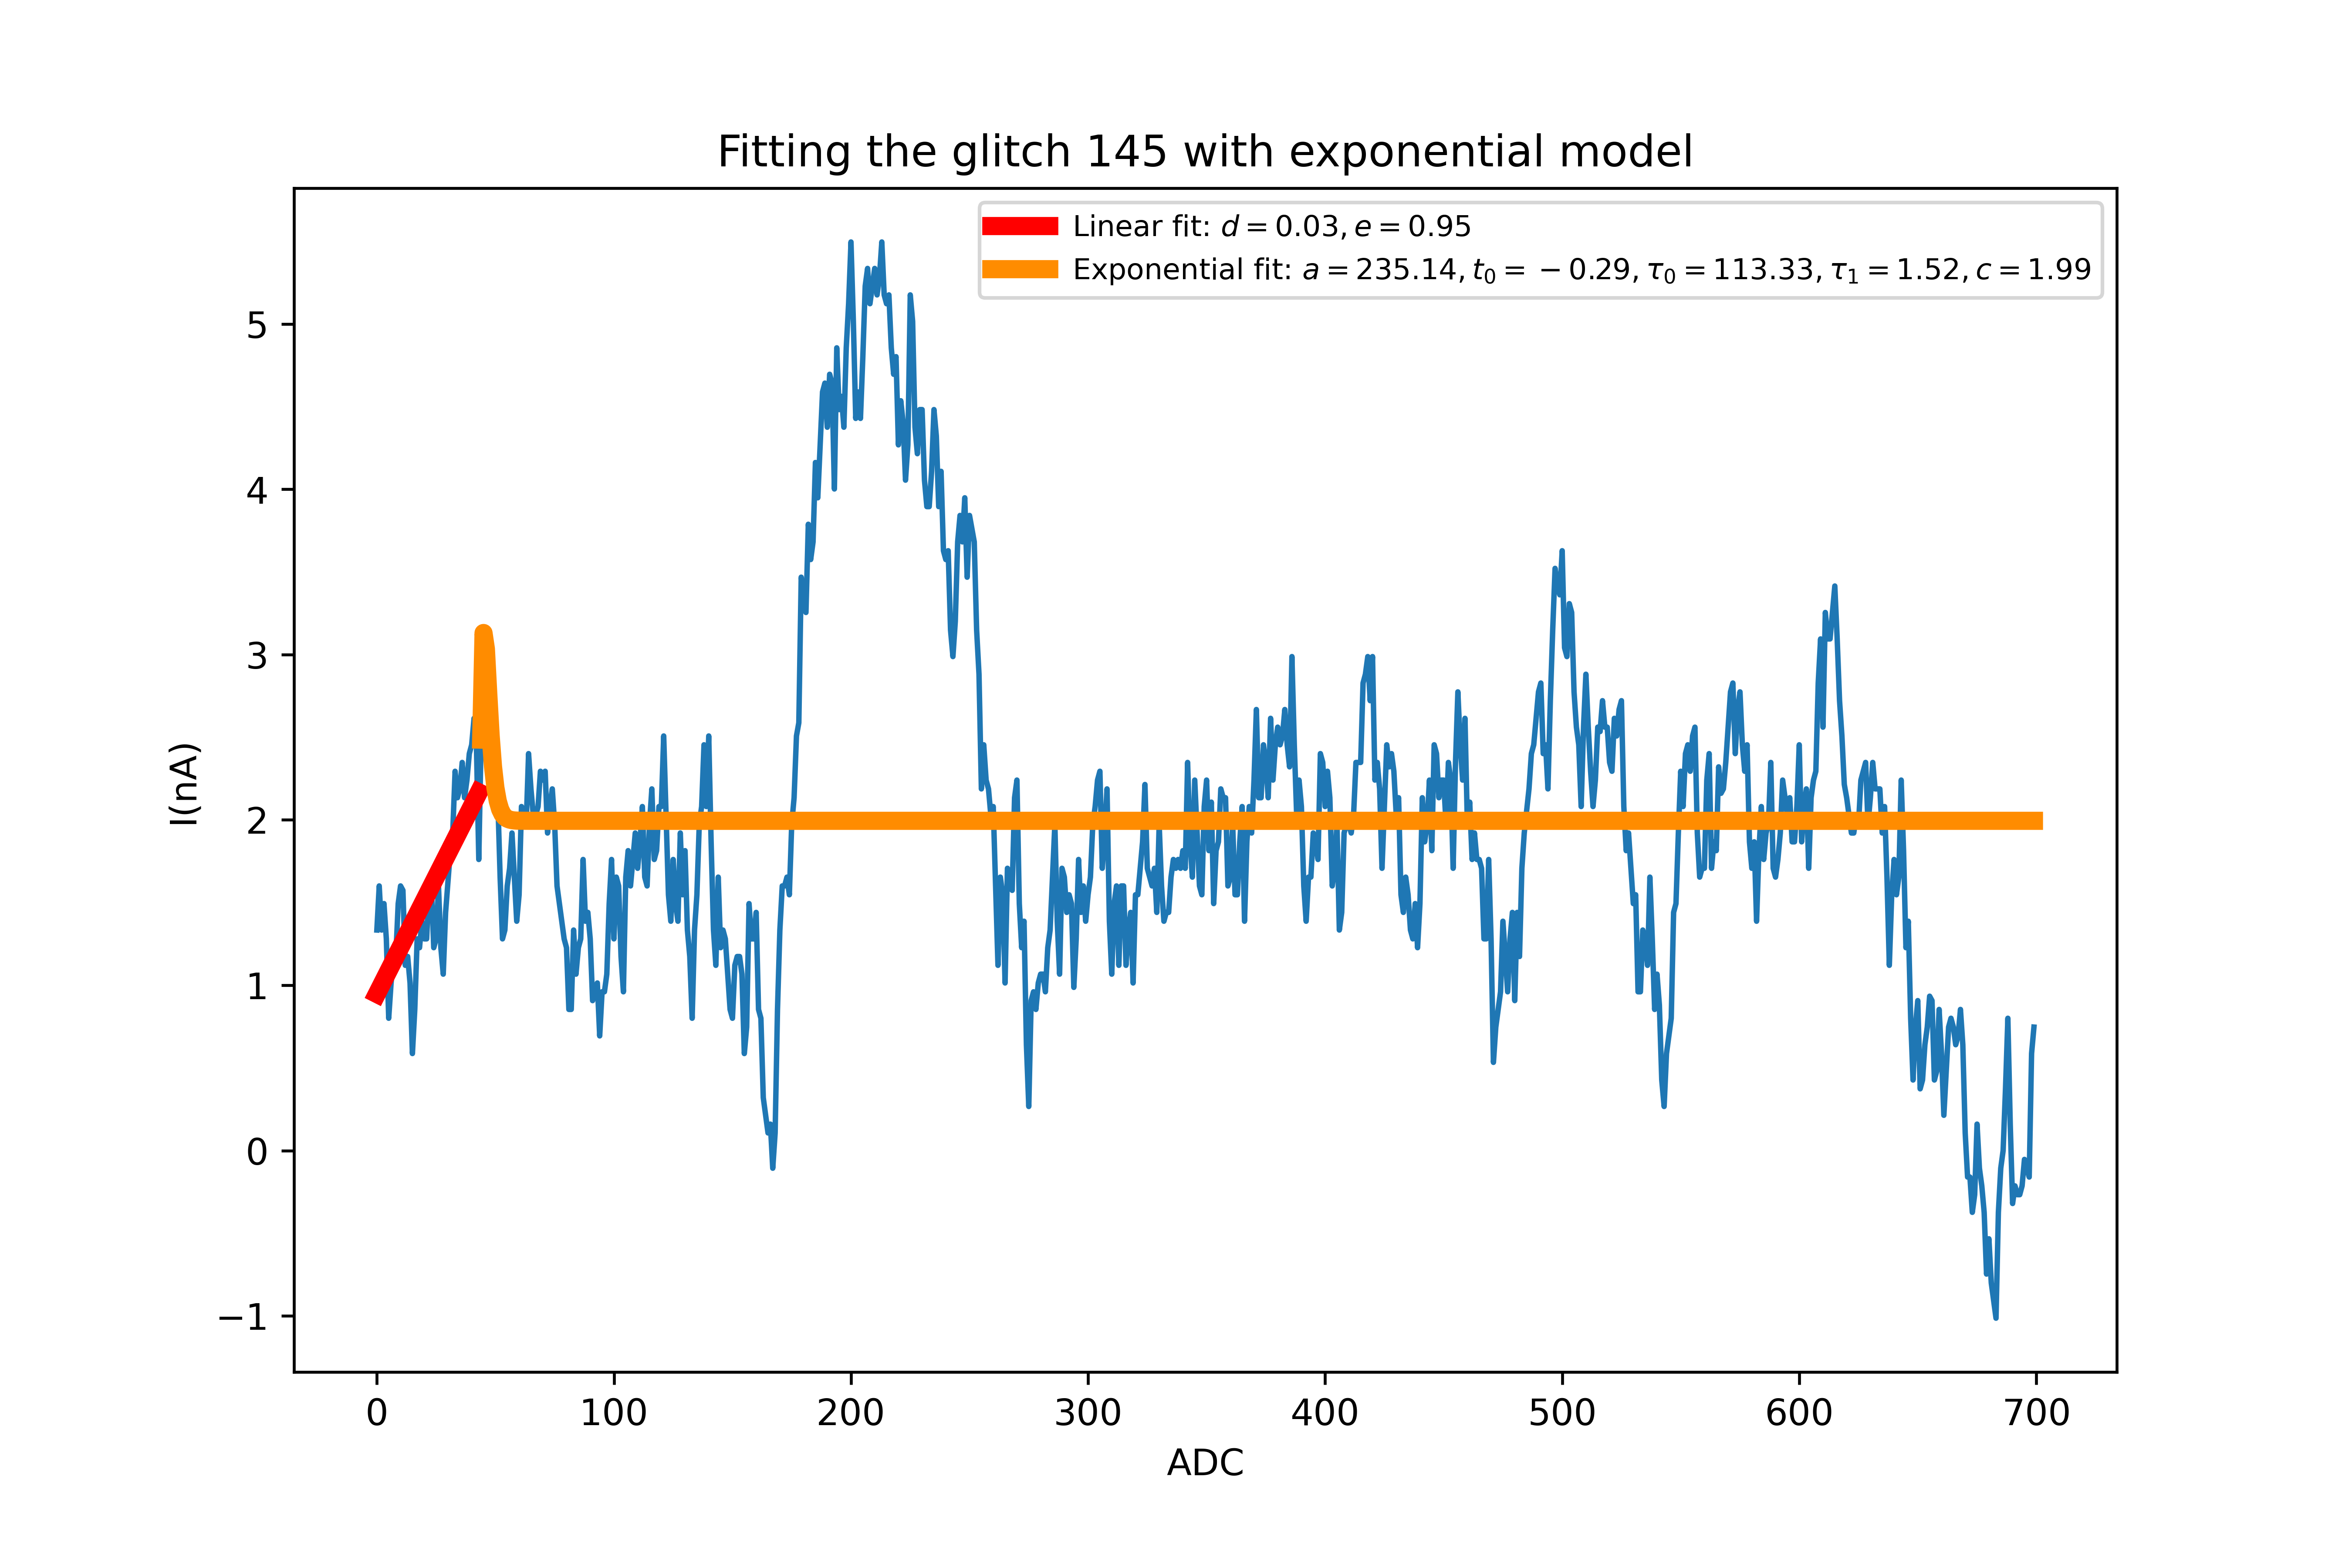 Fitting the glitch 145 with exponential model
Linear fit: d = 0.03, e = 0.95
Exponential fit: a = 235.14, t₀ = −0.29, τ₀ = 113.33, τ₁ = 1.52, c = 1.99
5
4
3
2
1
0
−1
I(nA)
0 100 200 300 400 500 600 700
ADC